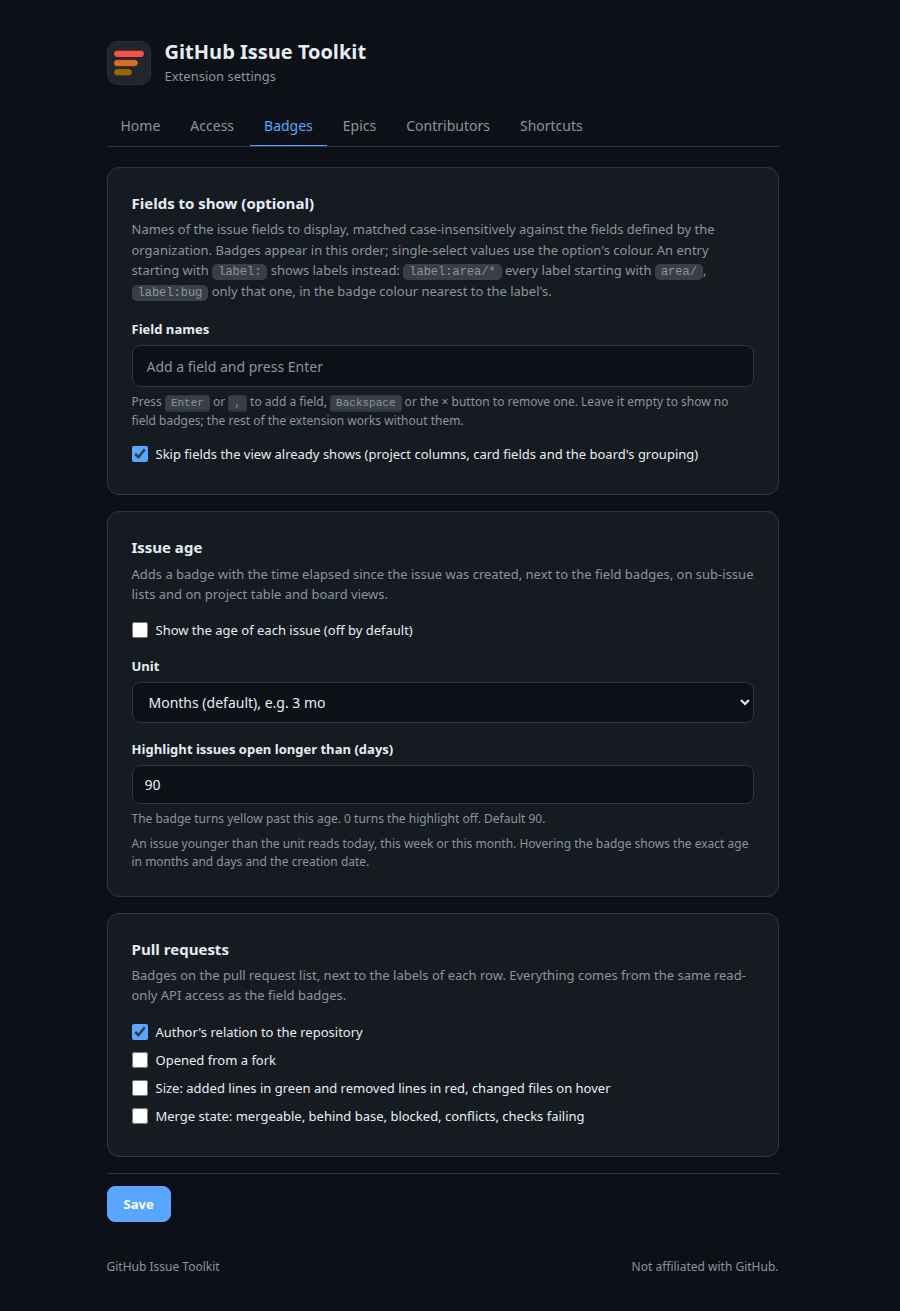 GitHub Issue Toolkit
Extension settings
Home Access Badges Epics Contributors Shortcuts
Fields to show (optional)
Names of the issue fields to display, matched case-insensitively against the fields defined by the
organization. Badges appear in this order; single-select values use the option's colour. An entry
starting with label: shows labels instead: label:area/* every label starting with area/,
label:bug only that one, in the badge colour nearest to the label's.
Field names
Add a field and press Enter
Press Enter or , to add a field, Backspace or the × button to remove one. Leave it empty to show no
field badges; the rest of the extension works without them.
Skip fields the view already shows (project columns, card fields and the board's grouping)
Issue age
Adds a badge with the time elapsed since the issue was created, next to the field badges, on sub-issue
lists and on project table and board views.
Show the age of each issue (off by default)
Unit
Months (default), e.g. 3 mo
Highlight issues open longer than (days)
90
The badge turns yellow past this age. 0 turns the highlight off. Default 90.
An issue younger than the unit reads today, this week or this month. Hovering the badge shows the exact age
in months and days and the creation date.
Pull requests
Badges on the pull request list, next to the labels of each row. Everything comes from the same read-
only API access as the field badges.
Author's relation to the repository
Opened from a fork
Size: added lines in green and removed lines in red, changed files on hover
Merge state: mergeable, behind base, blocked, conflicts, checks failing
Save
GitHub Issue Toolkit
Not affiliated with GitHub.